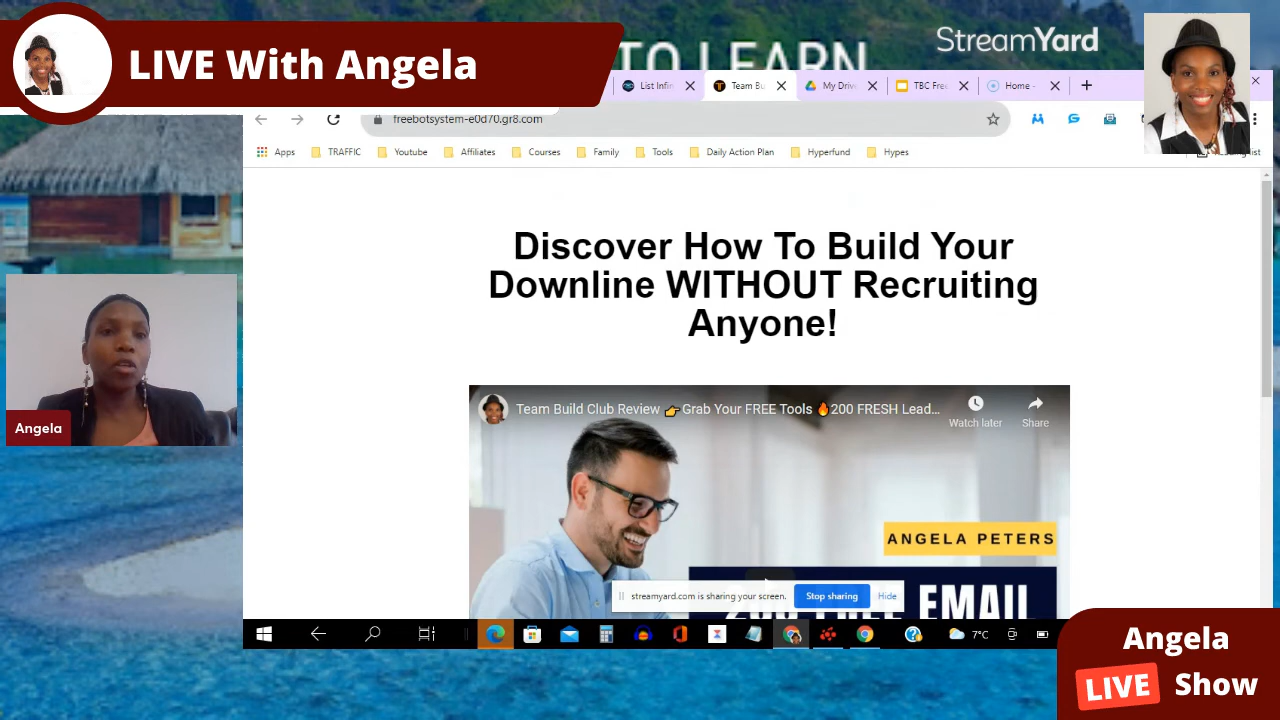 LIVE With Angela
TO LEARN
StreamYard
List Infin
Team Bu
My Driv
TBC Free
Home -
freebotsystem-e0d70.gr8.com
Apps
TRAFFIC
Youtube
Affiliates
Courses
Family
Tools
Daily Action Plan
Hyperfund
Hypes
Discover How To Build Your
Downline WITHOUT Recruiting
Anyone!
Team Build Club Review 👉Grab Your FREE Tools 🔥200 FRESH Lead...
Watch later
Share
ANGELA PETERS
EMAIL
streamyard.com is sharing your screen.
Stop sharing
Hide
Angela
7°C
Angela
LIVE Show